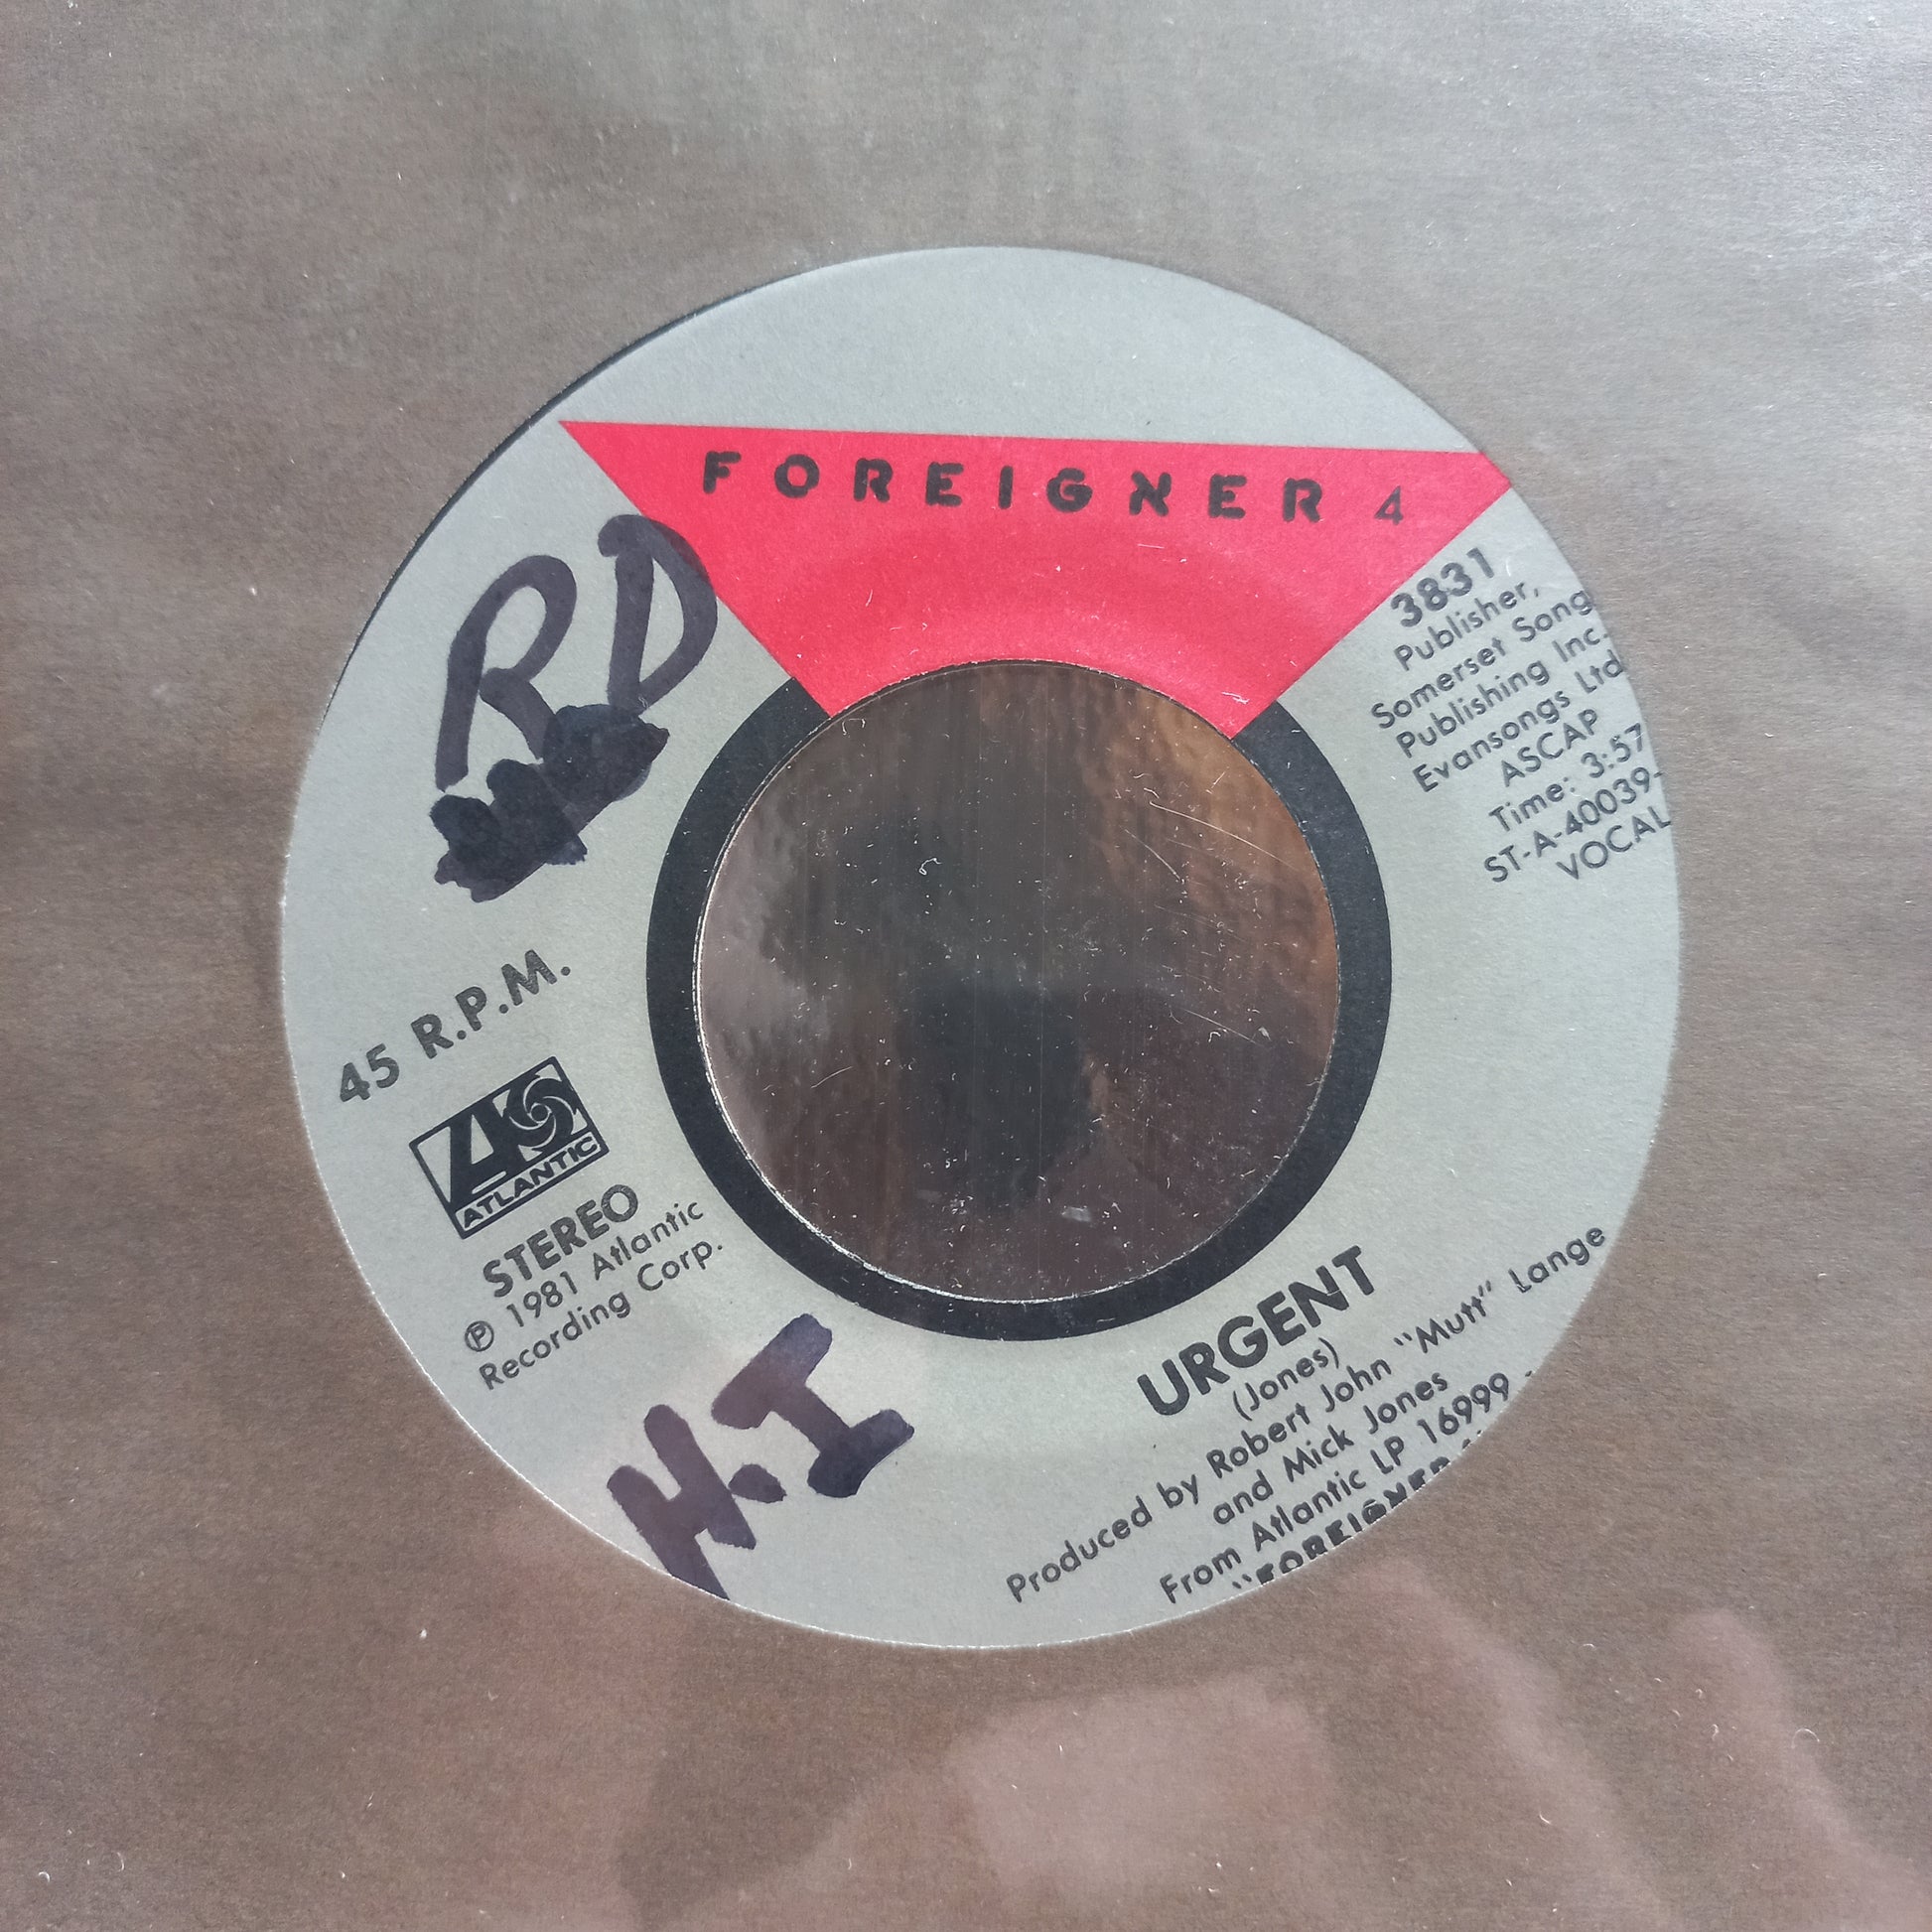 FOREIGNER 4
RD
3831
Publisher,
Somerset Song
Publishing Inc.
Evansongs Ltd
ASCAP
Time: 3:57
ST-A-40039-
VOCAL
45 R.P.M.
ATLANTIC
STEREO
℗ 1981 Atlantic
Recording Corp.
H.I
URGENT
(Jones)
Produced by Robert John "Mutt" Lange
and Mick Jones
From Atlantic LP 16999 -
"FOREIGNER